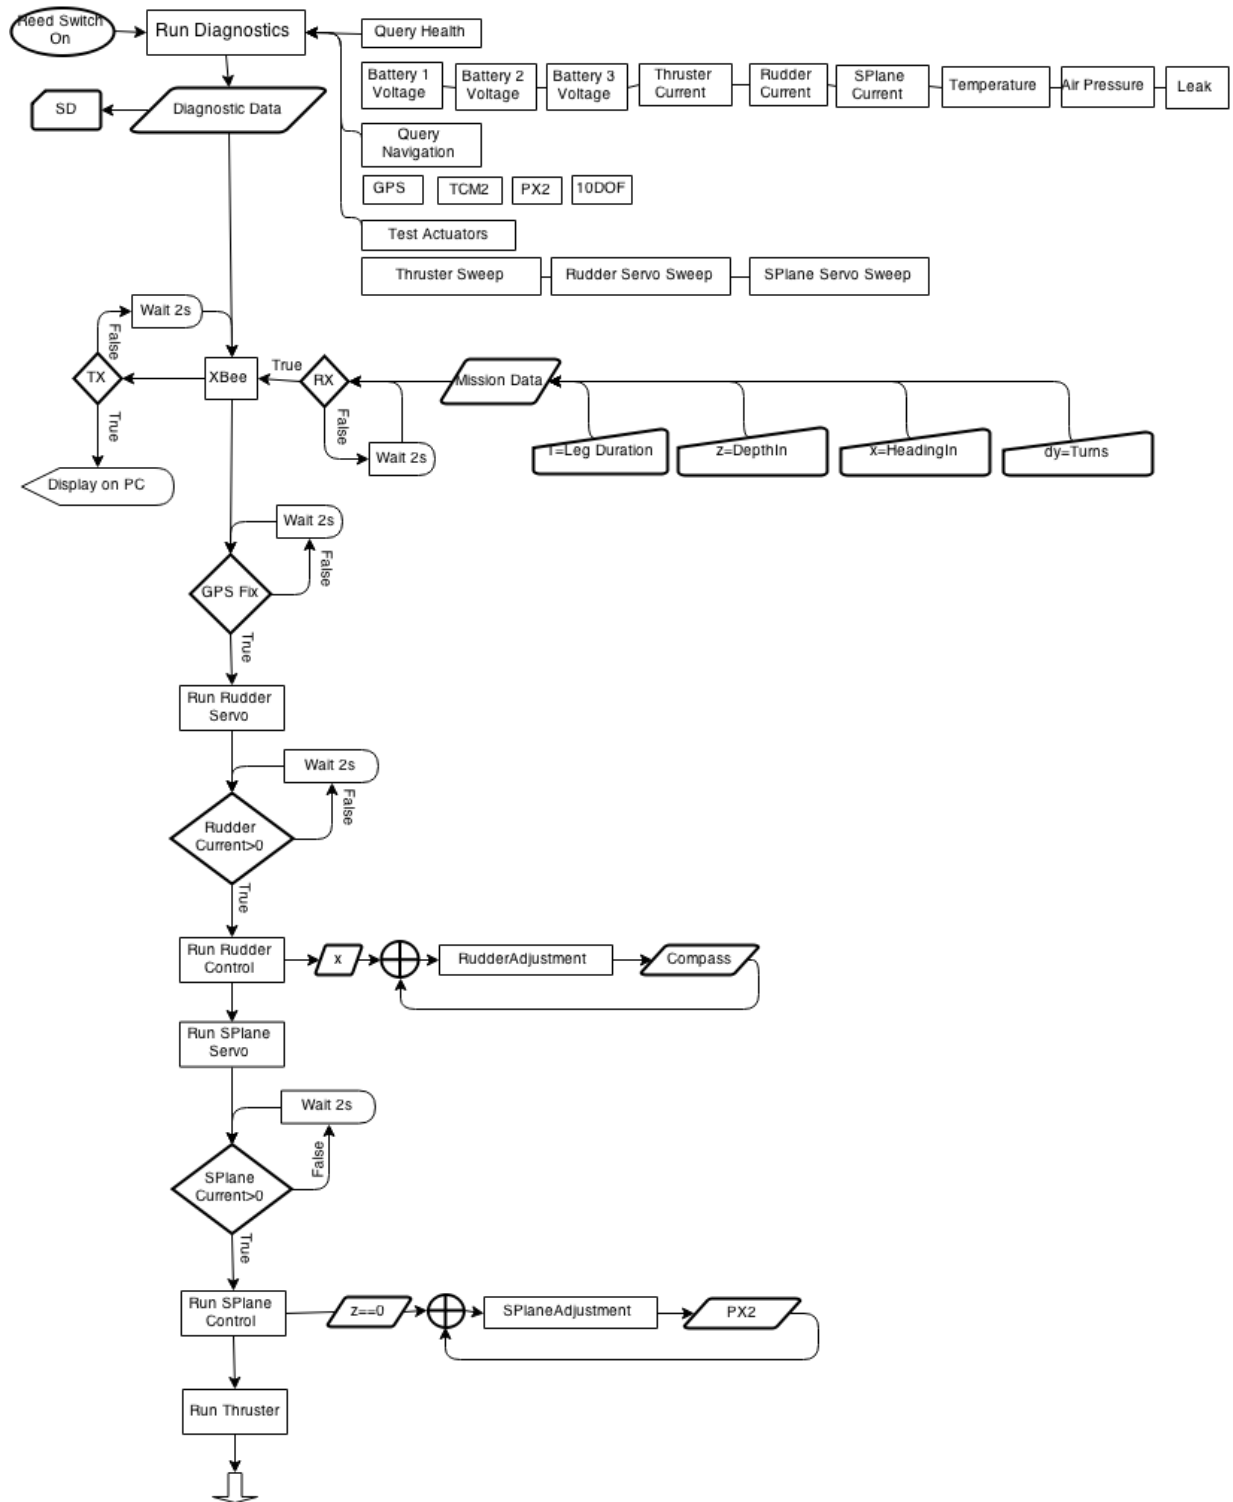 Reed Switch
On
Run Diagnostics
Query Health
Battery 1
Voltage
Battery 2
Voltage
Battery 3
Voltage
Thruster
Current
Rudder
Current
SPlane
Current
Temperature
Air Pressure
Leak
SD
Diagnostic Data
Query
Navigation
GPS
TCM2
PX2
10DOF
Test Actuators
Thruster Sweep
Rudder Servo Sweep
SPlane Servo Sweep
Wait 2s
False
TX
XBee
True
RX
Mission Data
True
False
Wait 2s
T=Leg Duration
z=DepthIn
x=HeadingIn
dy=Turns
Display on PC
Wait 2s
False
GPS Fix
True
Run Rudder
Servo
Wait 2s
False
Rudder
Current>0
True
Run Rudder
Control
x
RudderAdjustment
Compass
Run SPlane
Servo
Wait 2s
False
SPlane
Current>0
True
Run SPlane
Control
z==0
SPlaneAdjustment
PX2
Run Thruster